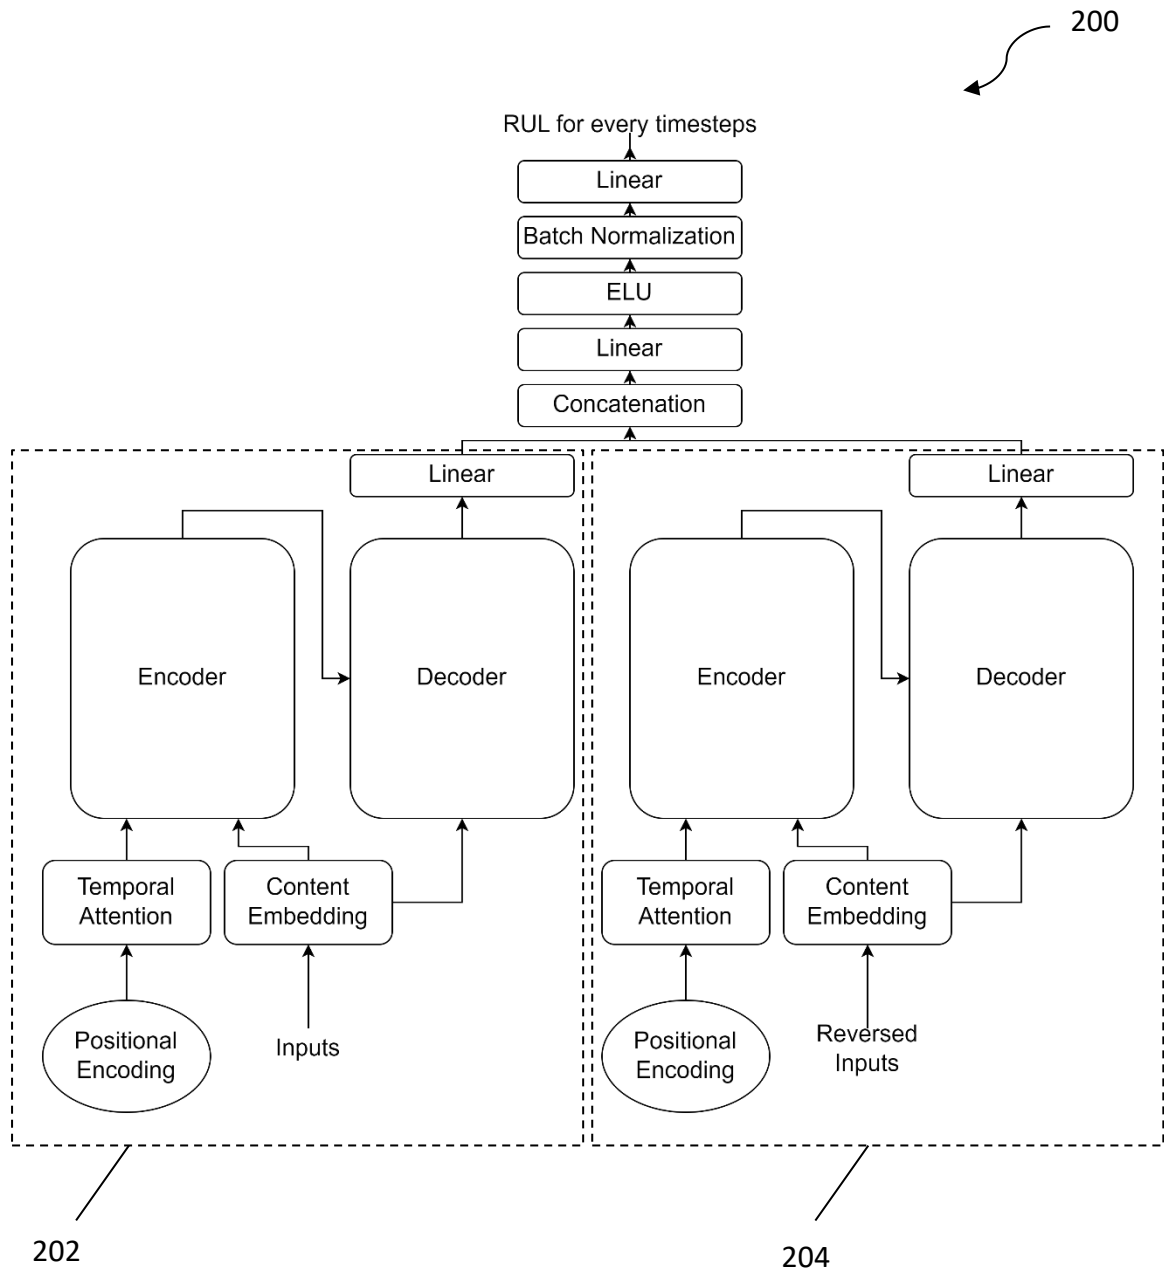 200
RUL for every timesteps
Linear
Batch Normalization
ELU
Linear
Concatenation
Linear
Linear
Encoder
Decoder
Encoder
Decoder
Temporal
Attention
Content
Embedding
Temporal
Attention
Content
Embedding
Positional
Encoding
Inputs
Positional
Encoding
Reversed
Inputs
202
204